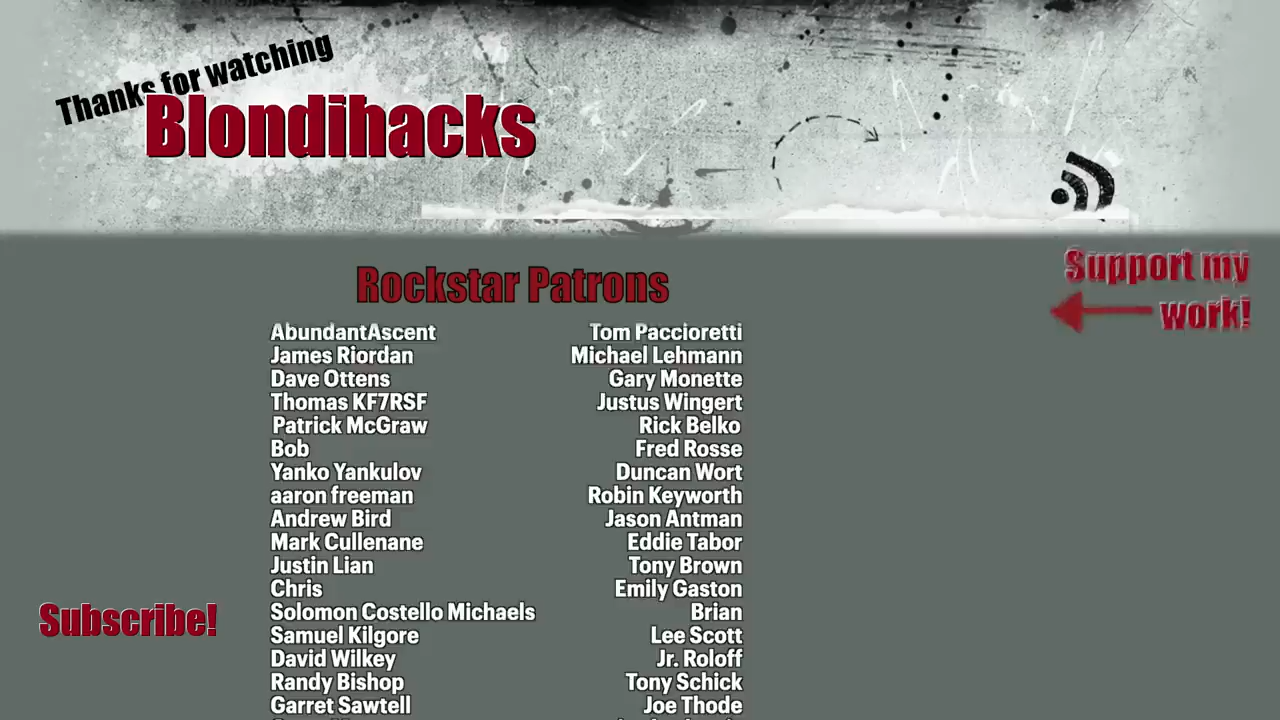 Thanks for watching
Blondihacks
Support my
work!
Rockstar Patrons
AbundantAscent Tom Paccioretti
James Riordan Michael Lehmann
Dave Ottens Gary Monette
Thomas KF7RSF Justus Wingert
Patrick McGraw Rick Belko
Bob Fred Rosse
Yanko Yankulov Duncan Wort
aaron freeman Robin Keyworth
Andrew Bird Jason Antman
Mark Cullenane Eddie Tabor
Justin Lian Tony Brown
Chris Emily Gaston
Solomon Costello Michaels Brian
Subscribe!
Samuel Kilgore Lee Scott
David Wilkey Jr. Roloff
Randy Bishop Tony Schick
Garret Sawtell Joe Thode